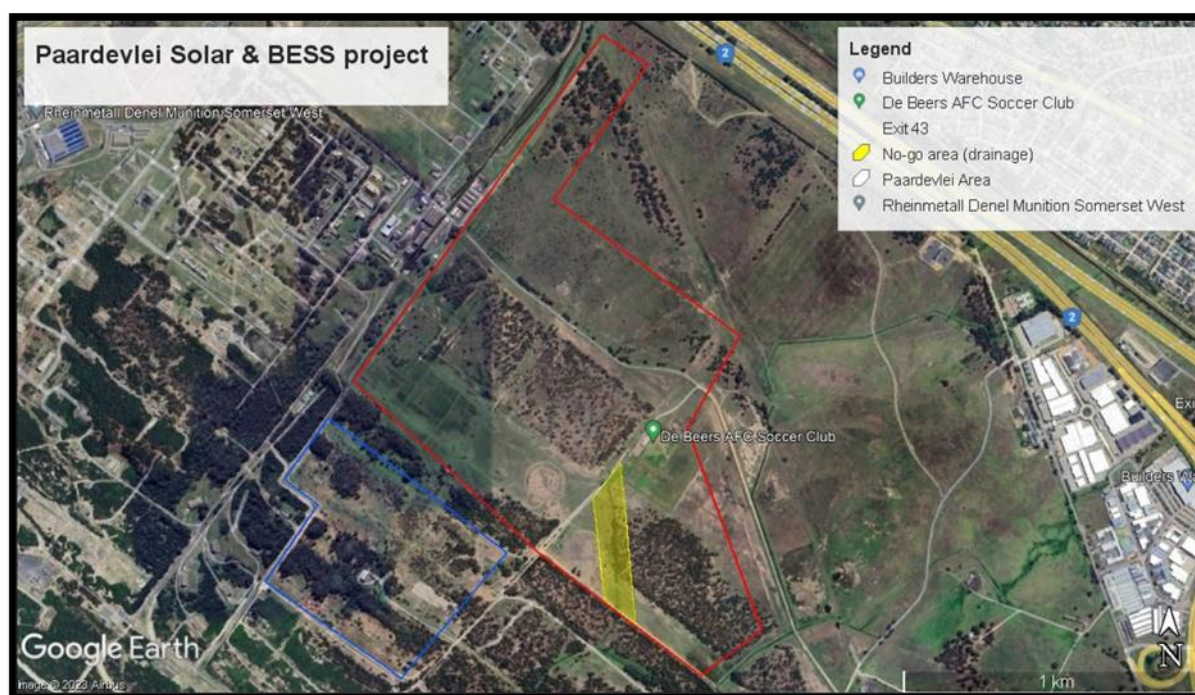 Paardevlei Solar & BESS project
Legend
Builders Warehouse
De Beers AFC Soccer Club
Exit 43
No-go area (drainage)
Paardevlei Area
Rheinmetall Denel Munition Somerset West
Rheinmetall Denel Munition Somerset West
2
2
De Beers AFC Soccer Club
Builders
Google Earth
Image © 2023 Airbus
1 km
N